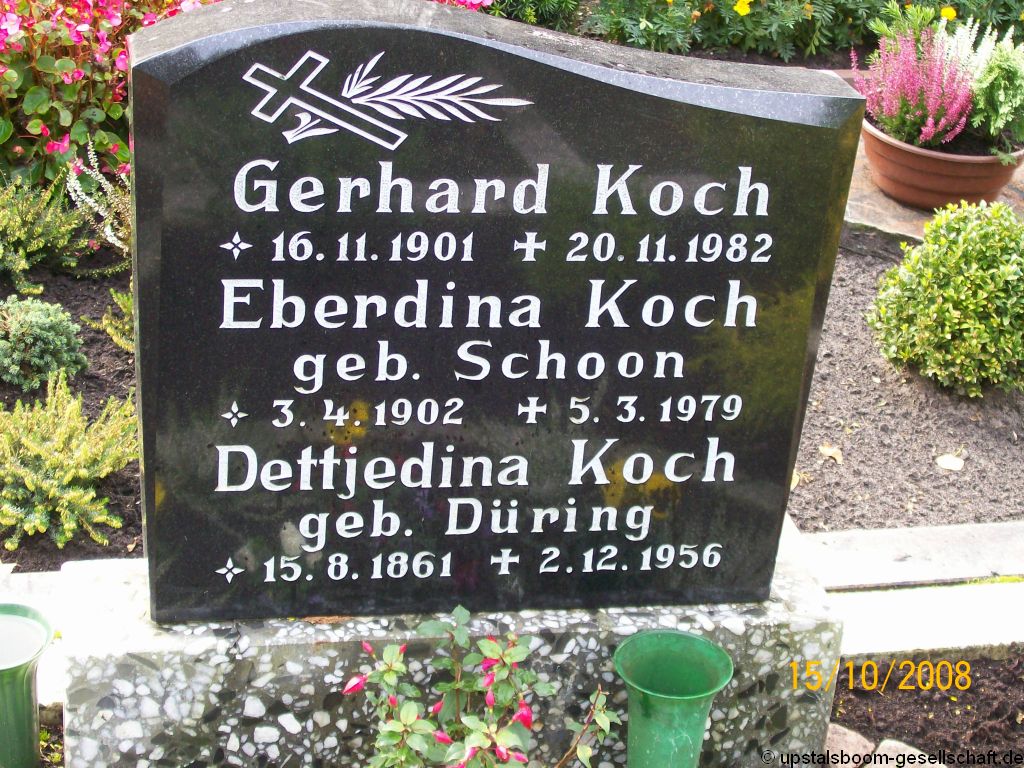 Gerhard Koch
16.11.1901 20.11.1982
Eberdina Koch
geb. Schoon
3.4.1902 5.3.1979
Dettjedina Koch
geb. Düring
15.8.1861 2.12.1956
15/10/2008
© upstalsboom-gesellschaft.de